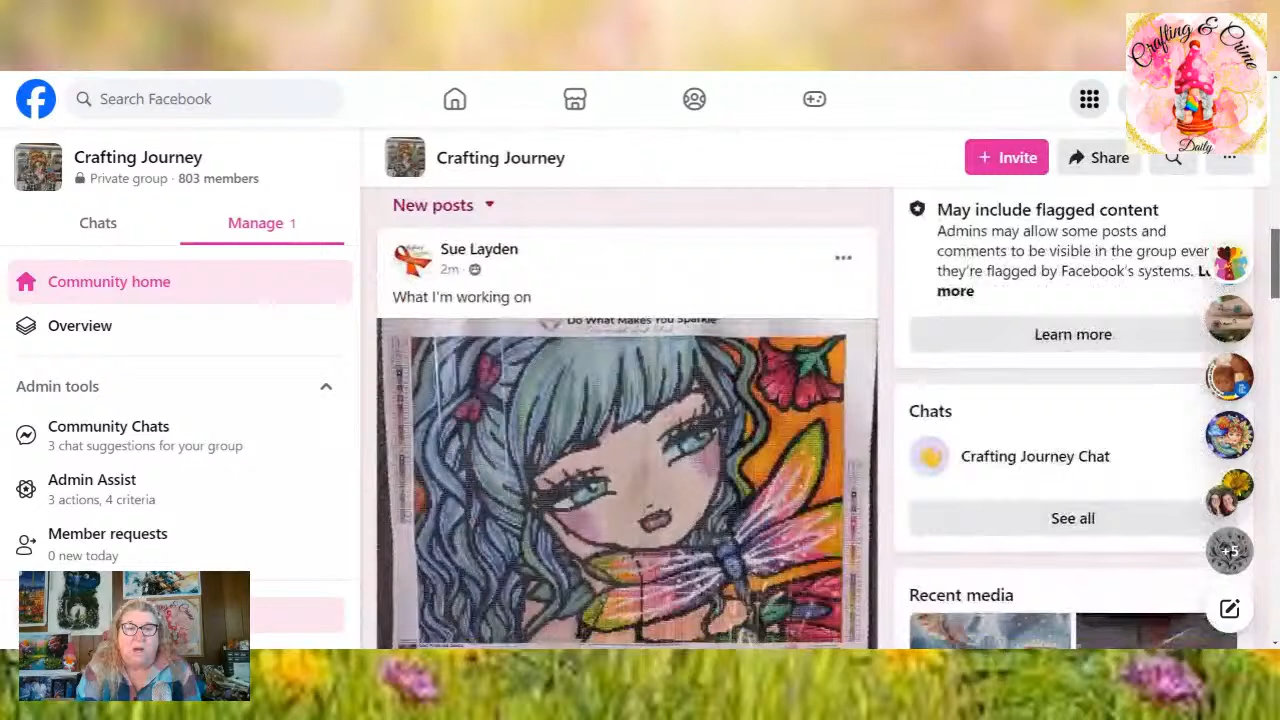 Crafting & Crime
Daily
Search Facebook
Crafting Journey
Private group · 803 members
Chats
Manage 1
Community home
Overview
Admin tools
Community Chats
3 chat suggestions for your group
Admin Assist
3 actions, 4 criteria
Member requests
0 new today
Crafting Journey
+ Invite
Share
New posts
Sue Layden
2m ·
What I'm working on
Do What Makes You Sparkle
May include flagged content
Admins may allow some posts and
comments to be visible in the group even
they're flagged by Facebook's systems.
more
Learn more
Chats
Crafting Journey Chat
See all
+5
Recent media